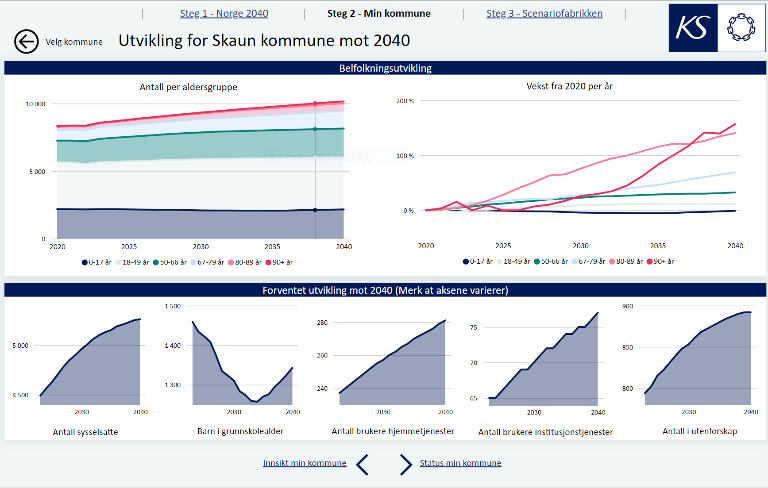 Steg 1 - Norge 2040
Steg 2 - Min kommune
Steg 3 - Scenariofabrikken
KS
Velg kommune
Utvikling for Skaun kommune mot 2040
Belfolkningsutvikling
Antall per aldersgruppe
10 000
5 000
0
2020 2025 2030 2035 2040
0-17 år 18-49 år 50-66 år 67-79 år 80-89 år 90+ år
Vekst fra 2020 per år
200 %
100 %
0 %
2020 2025 2030 2035 2040
0-17 år 18-49 år 50-66 år 67-79 år 80-89 år 90+ år
Forventet utvikling mot 2040 (Merk at aksene varierer)
5 000
4 500
2030 2040
Antall sysselsatte
1 500
1 400
1 300
2030 2040
Barn i grunnskolealder
280
260
240
2030 2040
Antall brukere hjemmetjenester
75
70
65
2030 2040
Antall brukere institusjonstjenester
900
850
800
2030 2040
Antall i utenforskap
Innsikt min kommune
Status min kommune